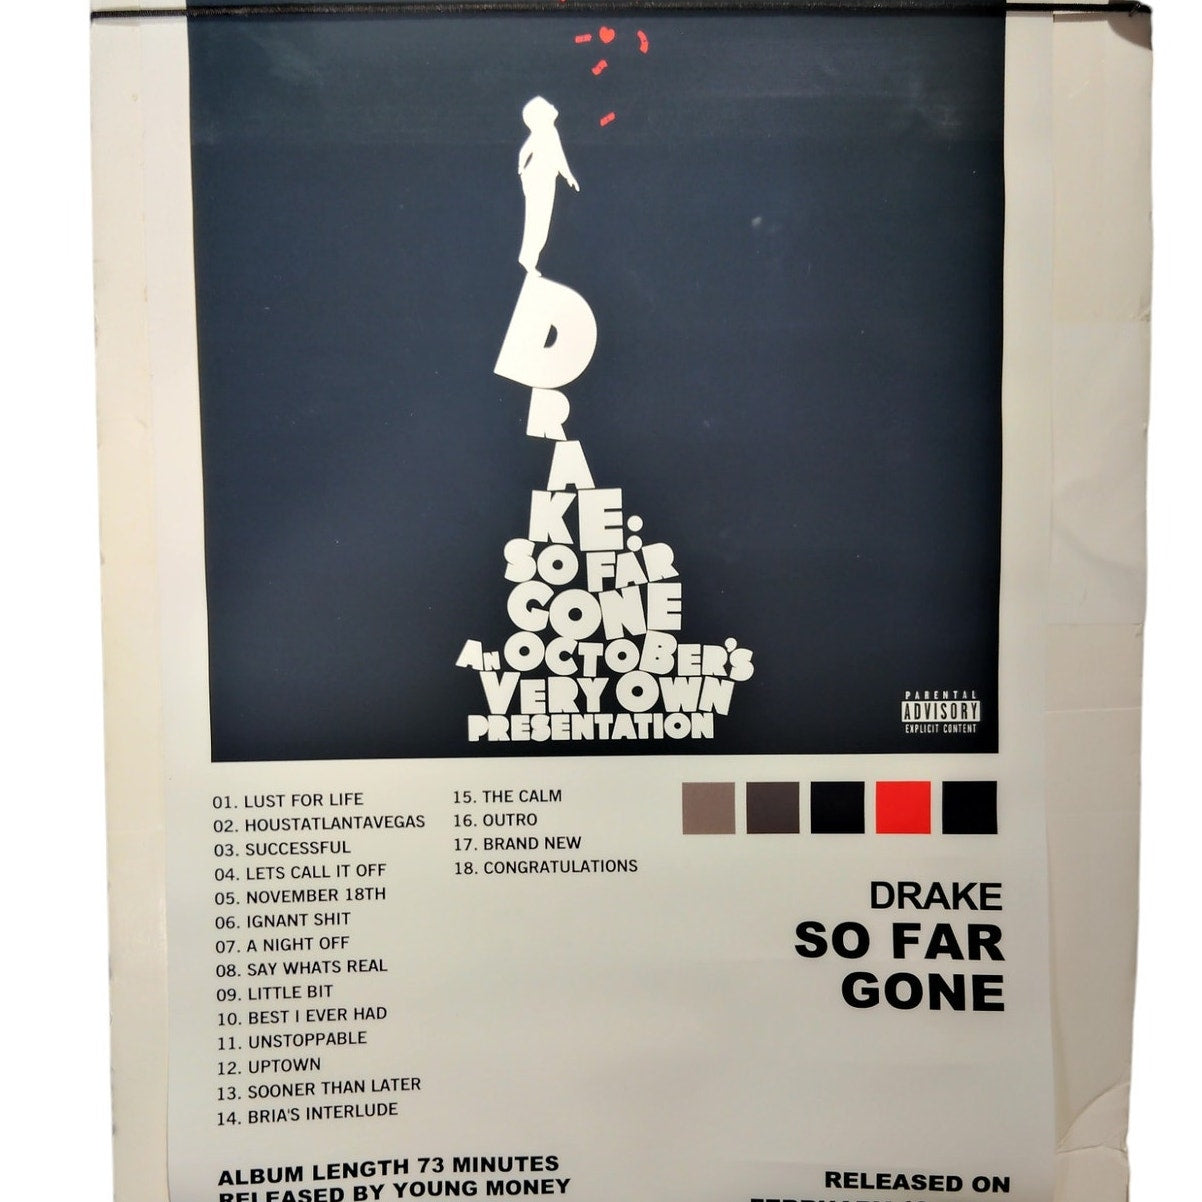 DRAKE:
SO FAR
GONE
AN OCTOBER'S
VERY OWN
PRESENTATION
PARENTAL
ADVISORY
EXPLICIT CONTENT
01. LUST FOR LIFE
02. HOUSTATLANTAVEGAS
03. SUCCESSFUL
04. LETS CALL IT OFF
05. NOVEMBER 18TH
06. IGNANT SHIT
07. A NIGHT OFF
08. SAY WHATS REAL
09. LITTLE BIT
10. BEST I EVER HAD
11. UNSTOPPABLE
12. UPTOWN
13. SOONER THAN LATER
14. BRIA'S INTERLUDE
15. THE CALM
16. OUTRO
17. BRAND NEW
18. CONGRATULATIONS
DRAKE
SO FAR
GONE
ALBUM LENGTH 73 MINUTES
RELEASED BY YOUNG MONEY
RELEASED ON